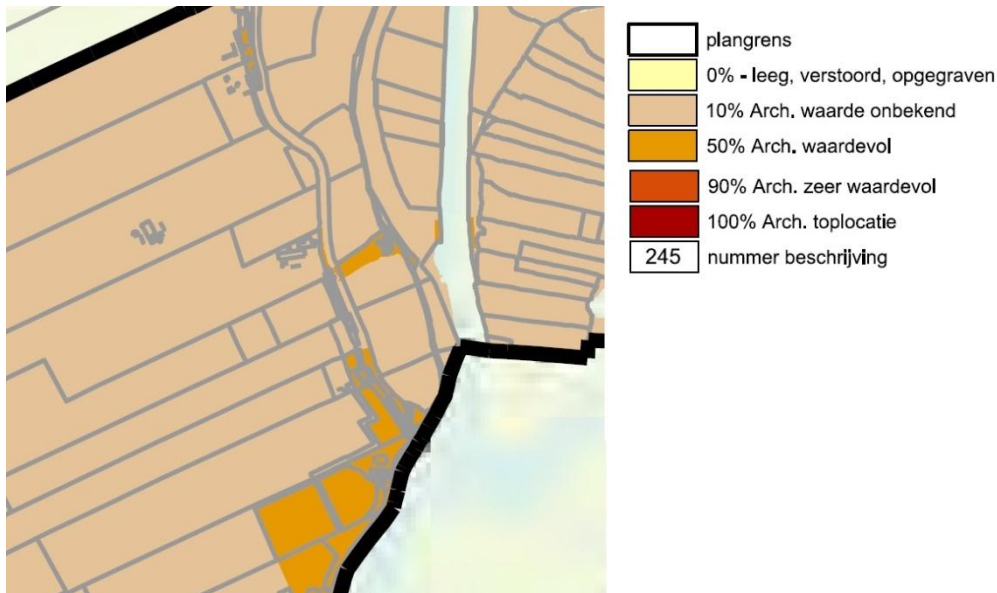 plangrens
0% - leeg, verstoord, opgegraven
10% Arch. waarde onbekend
50% Arch. waardevol
90% Arch. zeer waardevol
100% Arch. toplocatie
245 nummer beschrijving